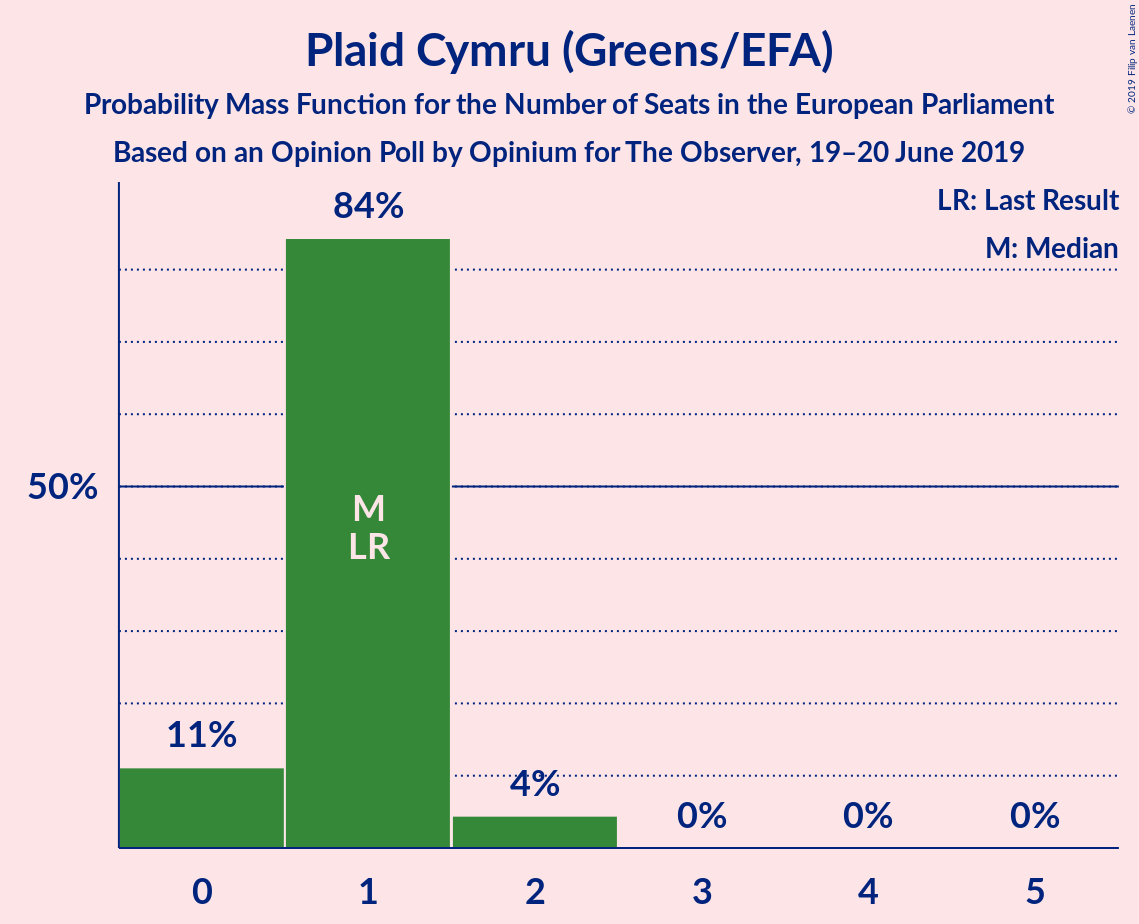 Plaid Cymru (Greens/EFA)
Probability Mass Function for the Number of Seats in the European Parliament
Based on an Opinion Poll by Opinium for The Observer, 19–20 June 2019
© 2019 Filip van Laenen
LR: Last Result
M: Median
84%
50%
M
LR
11%
4%
0%
0%
0%
0
1
2
3
4
5